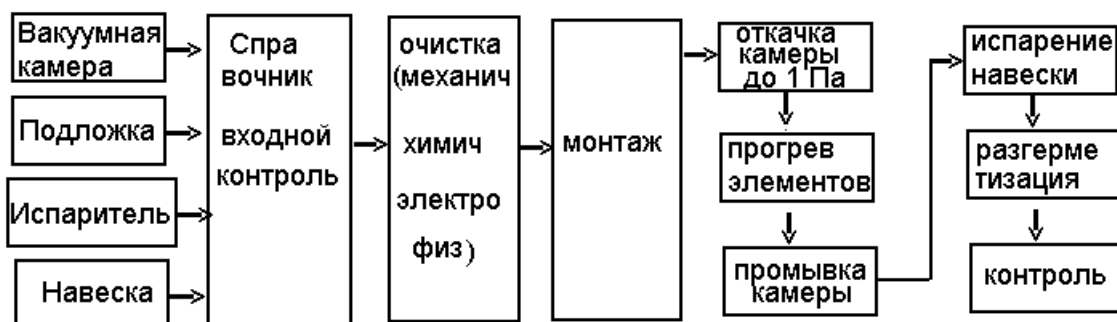 Вакуумная
камера
Подложка
Испаритель
Навеска
Спра
вочник
входной
контроль
очистка
(механич
химич
электро
физ)
монтаж
откачка
камеры
до 1 Па
прогрев
элементов
промывка
камеры
испарение
навески
разгерме
тизация
контроль